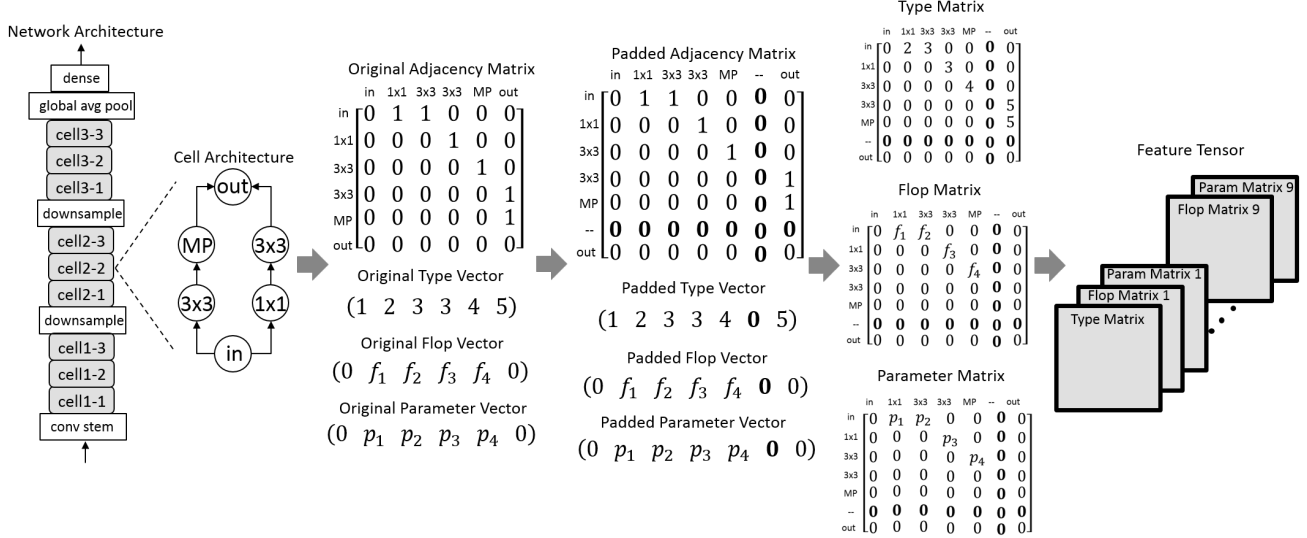 Network Architecture
dense
global avg pool
cell3-3
cell3-2
cell3-1
downsample
cell2-3
cell2-2
cell2-1
downsample
cell1-3
cell1-2
cell1-1
conv stem
Cell Architecture
out
MP 3x3
3x3 1x1
in
Original Adjacency Matrix
in 1x1 3x3 3x3 MP out
in 0 1 1 0 0 0
1x1 0 0 0 1 0 0
3x3 0 0 0 0 1 0
3x3 0 0 0 0 0 1
MP 0 0 0 0 0 1
out 0 0 0 0 0 0
Original Type Vector
(1 2 3 3 4 5)
Original Flop Vector
(0 f1 f2 f3 f4 0)
Original Parameter Vector
(0 p1 p2 p3 p4 0)
Padded Adjacency Matrix
in 1x1 3x3 3x3 MP -- out
in 0 1 1 0 0 0 0
1x1 0 0 0 1 0 0 0
3x3 0 0 0 0 1 0 0
3x3 0 0 0 0 0 0 1
MP 0 0 0 0 0 0 1
-- 0 0 0 0 0 0 0
out 0 0 0 0 0 0 0
Padded Type Vector
(1 2 3 3 4 0 5)
Padded Flop Vector
(0 f1 f2 f3 f4 0 0)
Padded Parameter Vector
(0 p1 p2 p3 p4 0 0)
Type Matrix
in 1x1 3x3 3x3 MP -- out
in 0 2 3 0 0 0 0
1x1 0 0 0 3 0 0 0
3x3 0 0 0 0 4 0 0
3x3 0 0 0 0 0 0 5
MP 0 0 0 0 0 0 5
-- 0 0 0 0 0 0 0
out 0 0 0 0 0 0 0
Flop Matrix
in 1x1 3x3 3x3 MP -- out
in 0 f1 f2 0 0 0 0
1x1 0 0 0 f3 0 0 0
3x3 0 0 0 0 f4 0 0
3x3 0 0 0 0 0 0 0
MP 0 0 0 0 0 0 0
-- 0 0 0 0 0 0 0
out 0 0 0 0 0 0 0
Parameter Matrix
in 1x1 3x3 3x3 MP -- out
in 0 p1 p2 0 0 0 0
1x1 0 0 0 p3 0 0 0
3x3 0 0 0 0 p4 0 0
3x3 0 0 0 0 0 0 0
MP 0 0 0 0 0 0 0
-- 0 0 0 0 0 0 0
out 0 0 0 0 0 0 0
Feature Tensor
Param Matrix 9
Flop Matrix 9
Param Matrix 1
Flop Matrix 1
Type Matrix